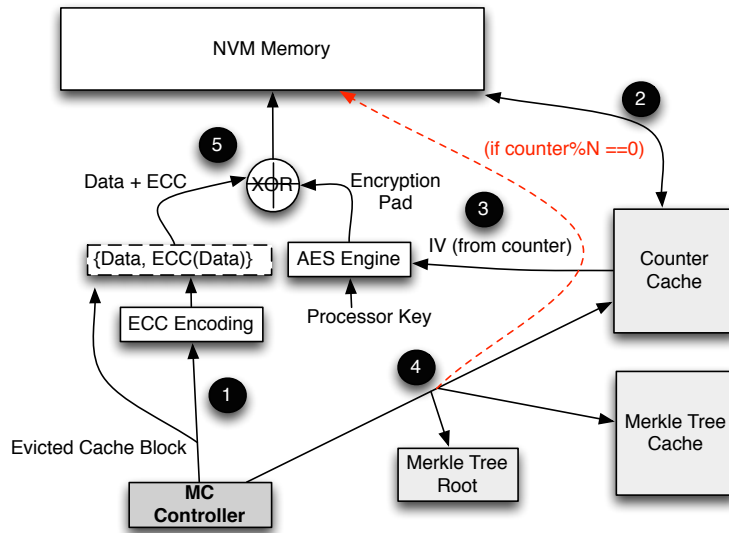 NVM Memory
2
5
(if counter%N ==0)
XOR
Data + ECC
Encryption
Pad
3
IV (from counter)
{Data, ECC(Data)}
AES Engine
Counter
Cache
ECC Encoding
Processor Key
4
1
Evicted Cache Block
Merkle Tree
Cache
Merkle Tree
Root
MC
Controller